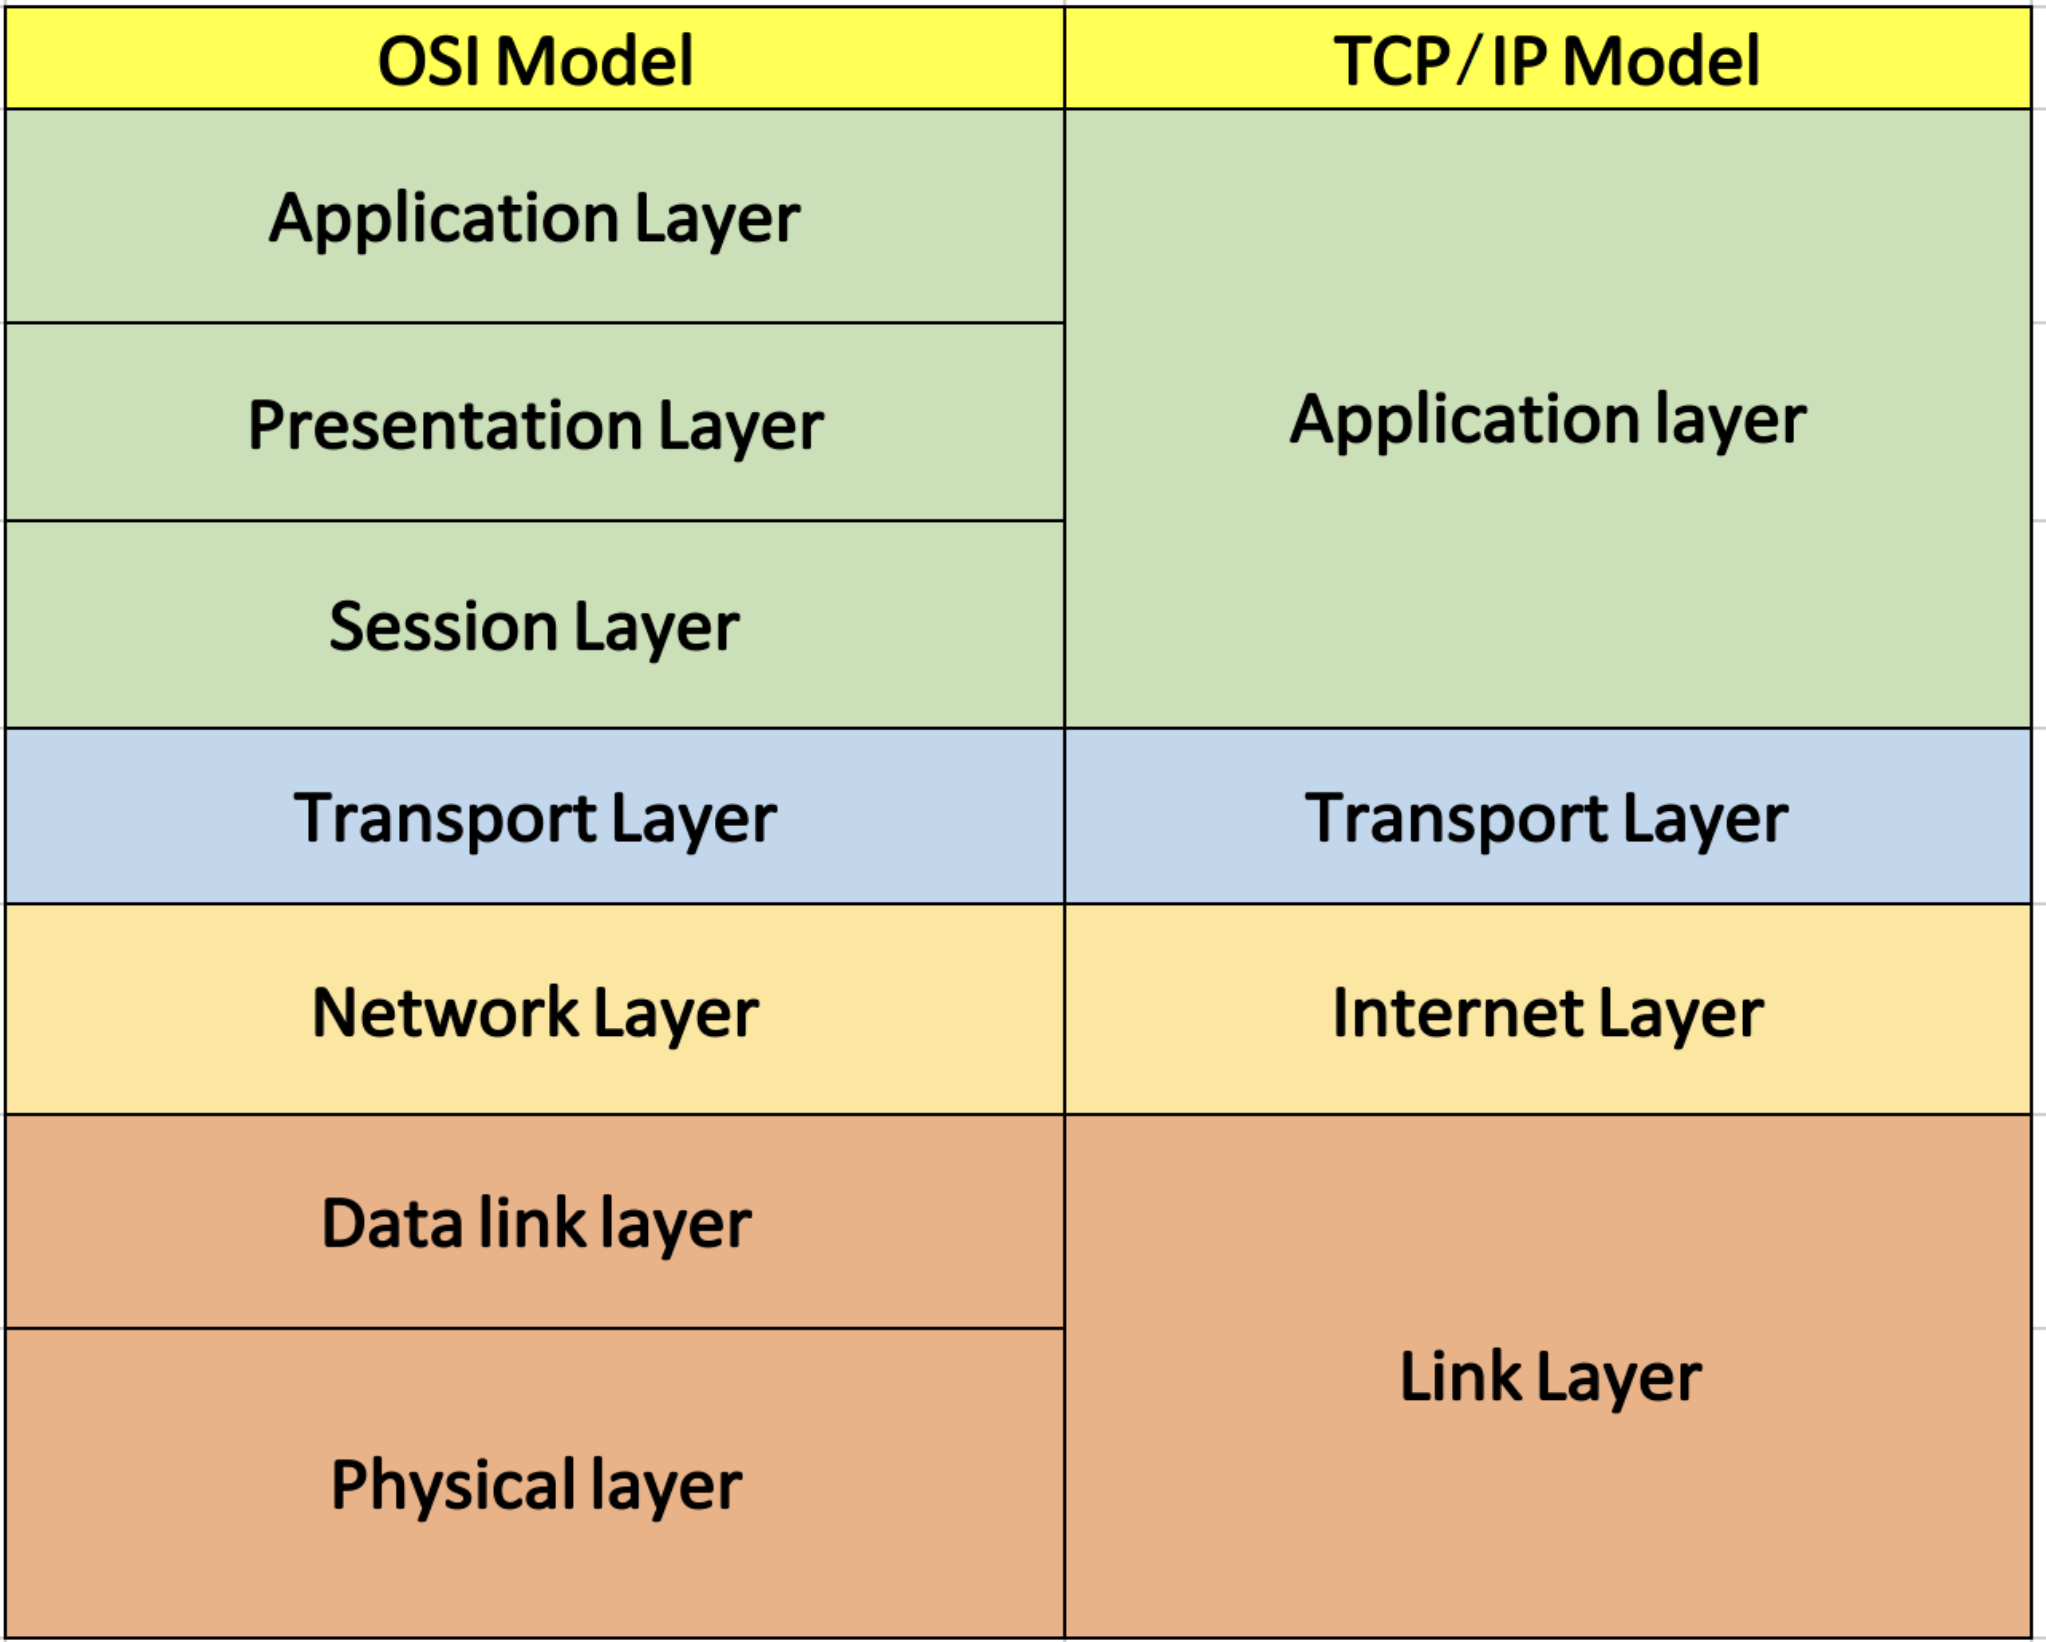 OSI Model
TCP/IP Model
Application Layer
Presentation Layer
Application layer
Session Layer
Transport Layer
Transport Layer
Network Layer
Internet Layer
Data link layer
Link Layer
Physical layer